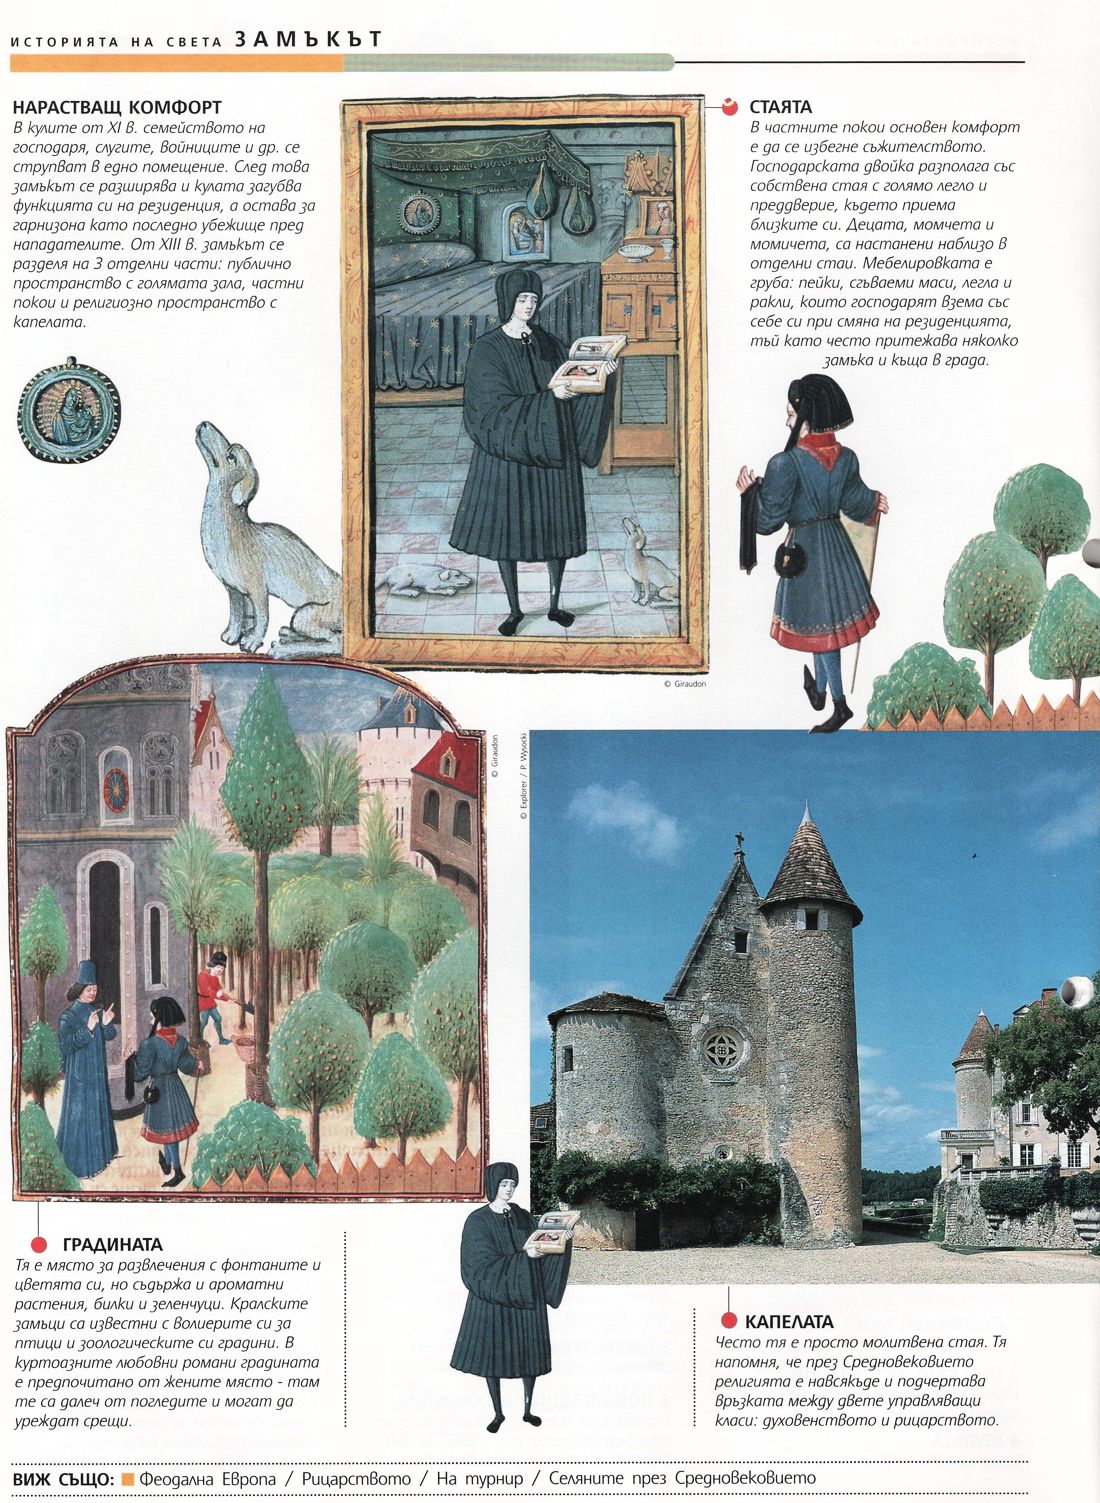 ИСТОРИЯТА НА СВЕТА ЗАМЪКЪТ
НАРАСТВАЩ КОМФОРТ
В кулите от XI в. семейството на
господаря, слугите, войниците и др. се
струпват в едно помещение. След това
замъкът се разширява и кулата загубва
функцията си на резиденция, а остава за
гарнизона като последно убежище пред
нападателите. От XIII в. замъкът се
разделя на 3 отделни части: публично
пространство с голямата зала, частни
покои и религиозно пространство с
капелата.
СТАЯТА
В частните покои основен комфорт
е да се избегне съжителството.
Господарската двойка разполага със
собствена стая с голямо легло и
преддверие, където приема
близките си. Децата, момчета и
момичета, са настанени наблизо в
отделни стаи. Мебелировката е
груба: пейки, сгъваеми маси, легла и
ракли, които господарят взема със
себе си при смяна на резиденцията,
тъй като често притежава няколко
замъка и къща в града.
© Giraudon
© Giraudon
© Explorer / P. Wysocki
ГРАДИНАТА
Тя е място за развлечения с фонтаните и
цветята си, но съдържа и ароматни
растения, билки и зеленчуци. Кралските
замъци са известни с волиерите си за
птици и зоологическите си градини. В
куртоазните любовни романи градината
е предпочитано от жените място - там
те са далеч от погледите и могат да
уреждат срещи.
КАПЕЛАТА
Често тя е просто молитвена стая. Тя
напомня, че през Средновековието
религията е навсякъде и подчертава
връзката между двете управляващи
класи: духовенството и рицарството.
ВИЖ СЪЩО: Феодална Европа / Рицарството / На турнир / Селяните през Средновековието